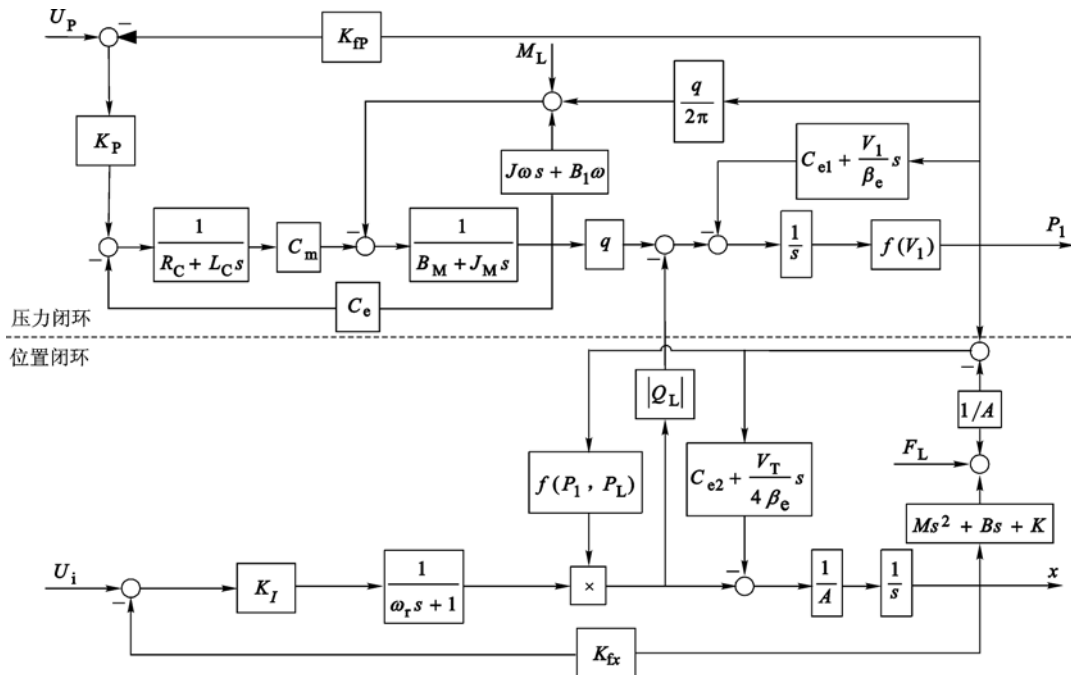 U_P
−
K_fP
M_L
q/2π
C_e1 + V_1/β_e s
K_P
Jωs + B_1ω
−
−
−
1/(R_C + L_C s)
C_m
−
1/(B_M + J_M s)
q
−
1/s
f(V_1)
P_1
C_e
压力闭环
位置闭环
−
|Q_L|
1/A
F_L
f(P_1 , P_L)
C_e2 + V_T/4β_e s
Ms² + Bs + K
U_i
−
K_I
1/(ω_r s + 1)
×
−
1/A
1/s
x
K_fx